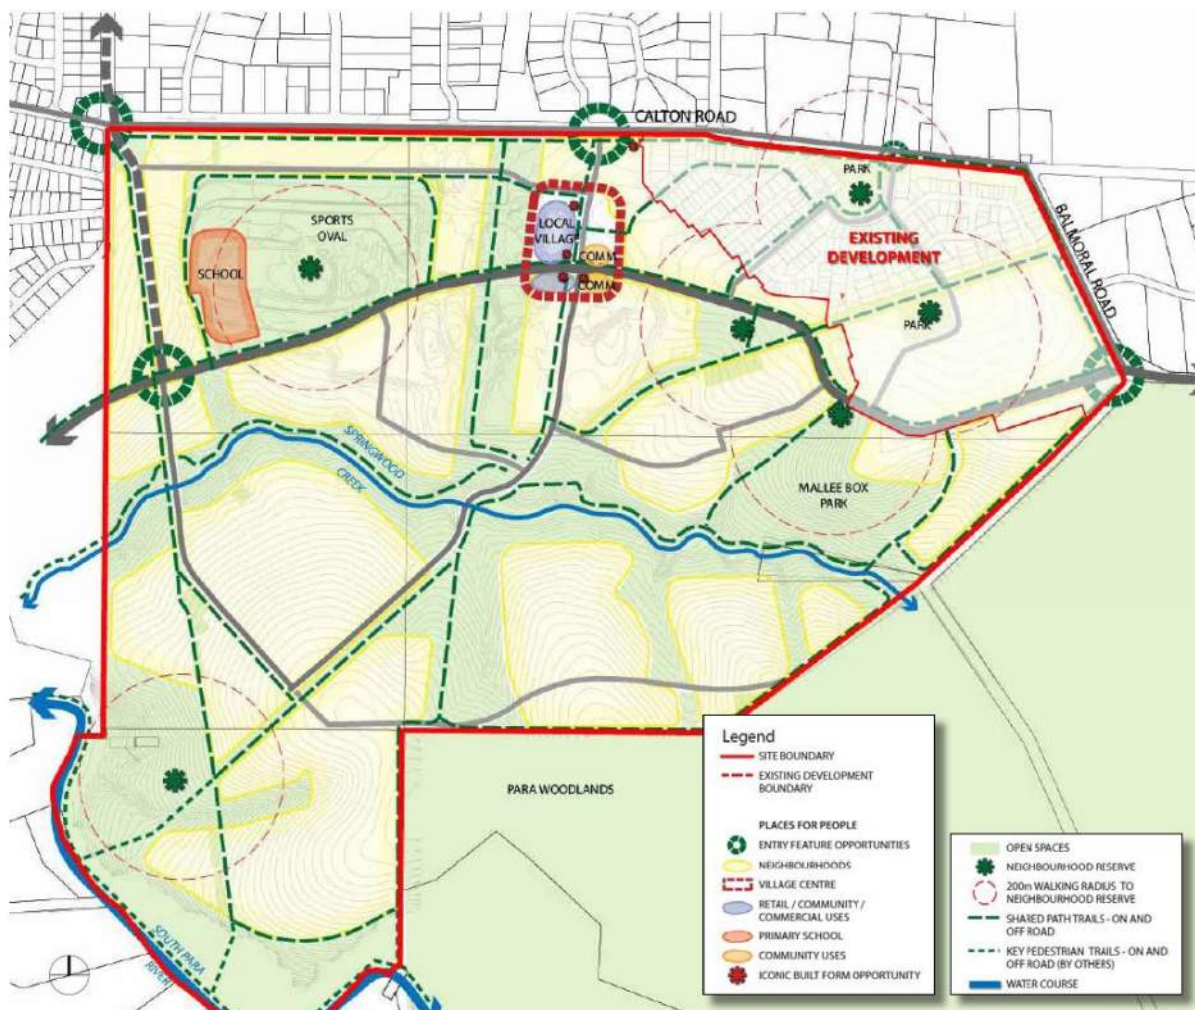 CALTON ROAD
PARK
BALMORAL ROAD
SPORTS
OVAL
LOCAL
VILLAGE
EXISTING
DEVELOPMENT
SCHOOL
COMM
COMM
PARK
SPRINGWOOD
CREEK
MALLEE BOX
PARK
PARA WOODLANDS
SOUTH PARA
RIVER
Legend
SITE BOUNDARY
EXISTING DEVELOPMENT
BOUNDARY
PLACES FOR PEOPLE
ENTRY FEATURE OPPORTUNITIES
NEIGHBOURHOODS
VILLAGE CENTRE
RETAIL / COMMUNITY /
COMMERCIAL USES
PRIMARY SCHOOL
COMMUNITY USES
ICONIC BUILT FORM OPPORTUNITY
OPEN SPACES
NEIGHBOURHOOD RESERVE
200m WALKING RADIUS TO
NEIGHBOURHOOD RESERVE
SHARED PATH TRAILS - ON AND
OFF ROAD
KEY PEDESTRIAN TRAILS - ON AND
OFF ROAD (BY OTHERS)
WATER COURSE